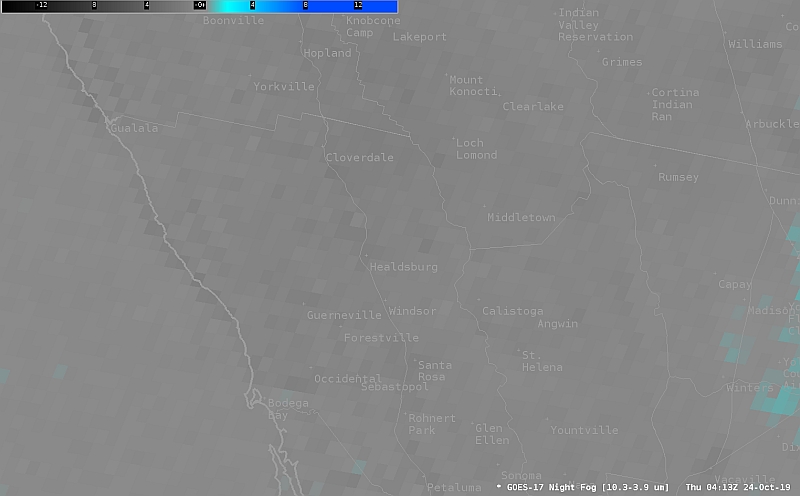 -12 8 4 -0+ 4 8 12
Boonville
Knobcone
Camp
Lakeport
Indian
Valley
Reservation
Williams
Hopland
Grimes
Yorkville
Mount
Konocti
Clearlake
Cortina
Indian
Ran
Arbuckle
Gualala
Loch
Lomond
Cloverdale
Rumsey
Dunni
Middletown
Healdsburg
Capay
Madison
Guerneville
Windsor
Calistoga
Angwin
Forestville
St.
Helena
Santa
Rosa
Occidental
Sebastopol
Winters
Bodega
Bay
Rohnert
Park
Glen
Ellen
Yountville
Sonoma
Petaluma
Vacaville
* GOES-17 Night Fog [10.3-3.9 um] Thu 04:13Z 24-Oct-19